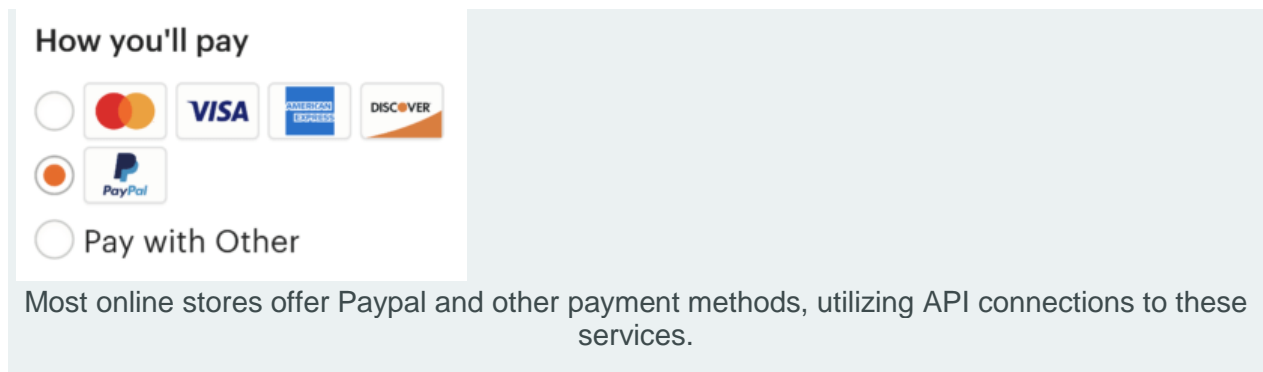 How you'll pay
VISA AMERICAN EXPRESS DISCOVER
PayPal
Pay with Other
Most online stores offer Paypal and other payment methods, utilizing API connections to these
services.